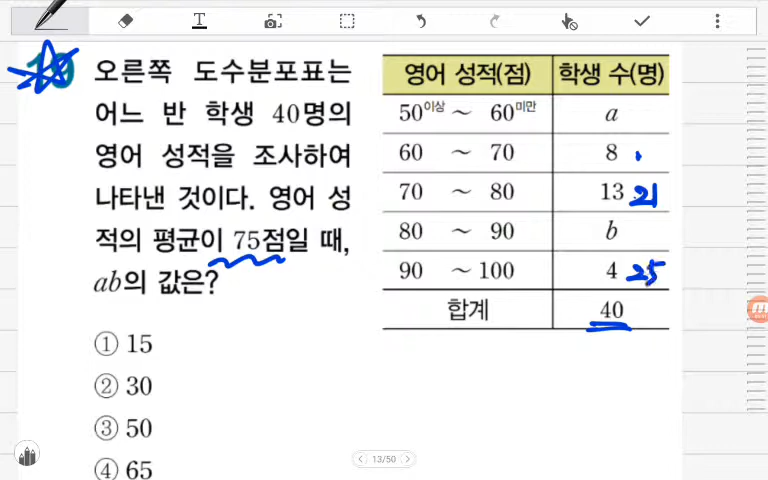 T
오른쪽 도수분포표는
어느 반 학생 40명의
영어 성적을 조사하여
나타낸 것이다. 영어 성
적의 평균이 75점일 때,
ab의 값은?
① 15
② 30
③ 50
④ 65
영어 성적(점) 학생 수(명)
50이상 ~ 60미만 a
60 ~ 70 8
70 ~ 80 13 21
80 ~ 90 b
90 ~ 100 4 25
합계 40
13/50